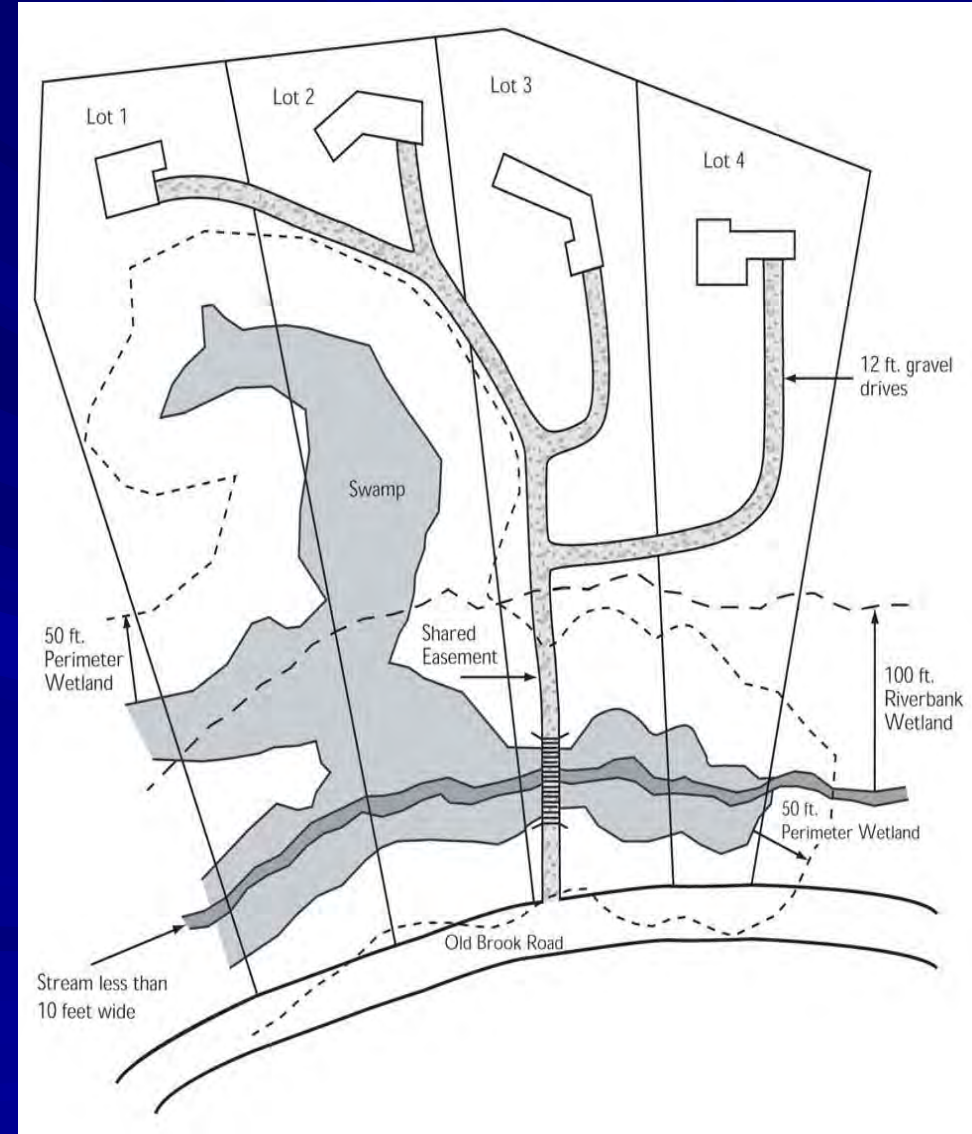 Lot 1
Lot 2
Lot 3
Lot 4
12 ft. gravel
drives
Swamp
50 ft.
Perimeter
Wetland
Shared
Easement
100 ft.
Riverbank
Wetland
50 ft.
Perimeter Wetland
Old Brook Road
Stream less than
10 feet wide